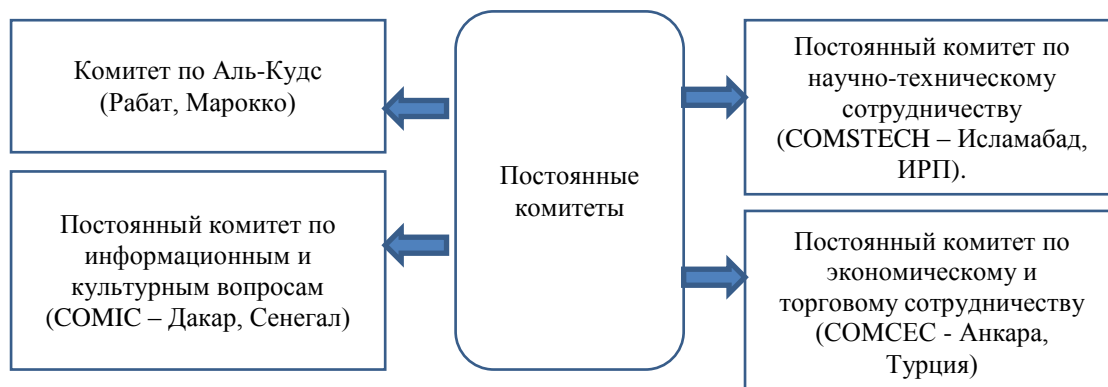 Комитет по Аль-Кудс
(Рабат, Марокко)
Постоянный комитет по
информационным и
культурным вопросам
(COMIC – Дакар, Сенегал)
Постоянные
комитеты
Постоянный комитет по
научно-техническому
сотрудничеству
(COMSTECH – Исламабад,
ИРП).
Постоянный комитет по
экономическому и
торговому сотрудничеству
(COMCEC - Анкара,
Турция)